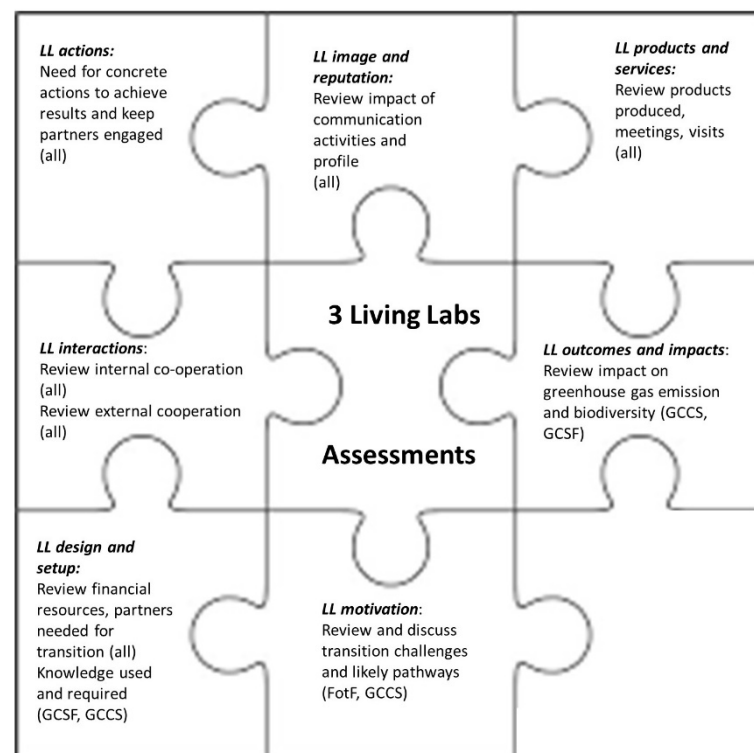 LL actions:
Need for concrete
actions to achieve
results and keep
partners engaged
(all)
LL image and
reputation:
Review impact of
communication
activities and
profile
(all)
LL products and
services:
Review products
produced,
meetings, visits
(all)
LL interactions:
Review internal co-operation
(all)
Review external cooperation
(all)
3 Living Labs
Assessments
LL outcomes and impacts:
Review impact on
greenhouse gas emission
and biodiversity (GCCS,
GCSF)
LL design and
setup:
Review financial
resources, partners
needed for
transition (all)
Knowledge used
and required
(GCSF, GCCS)
LL motivation:
Review and discuss
transition challenges
and likely pathways
(FotF, GCCS)